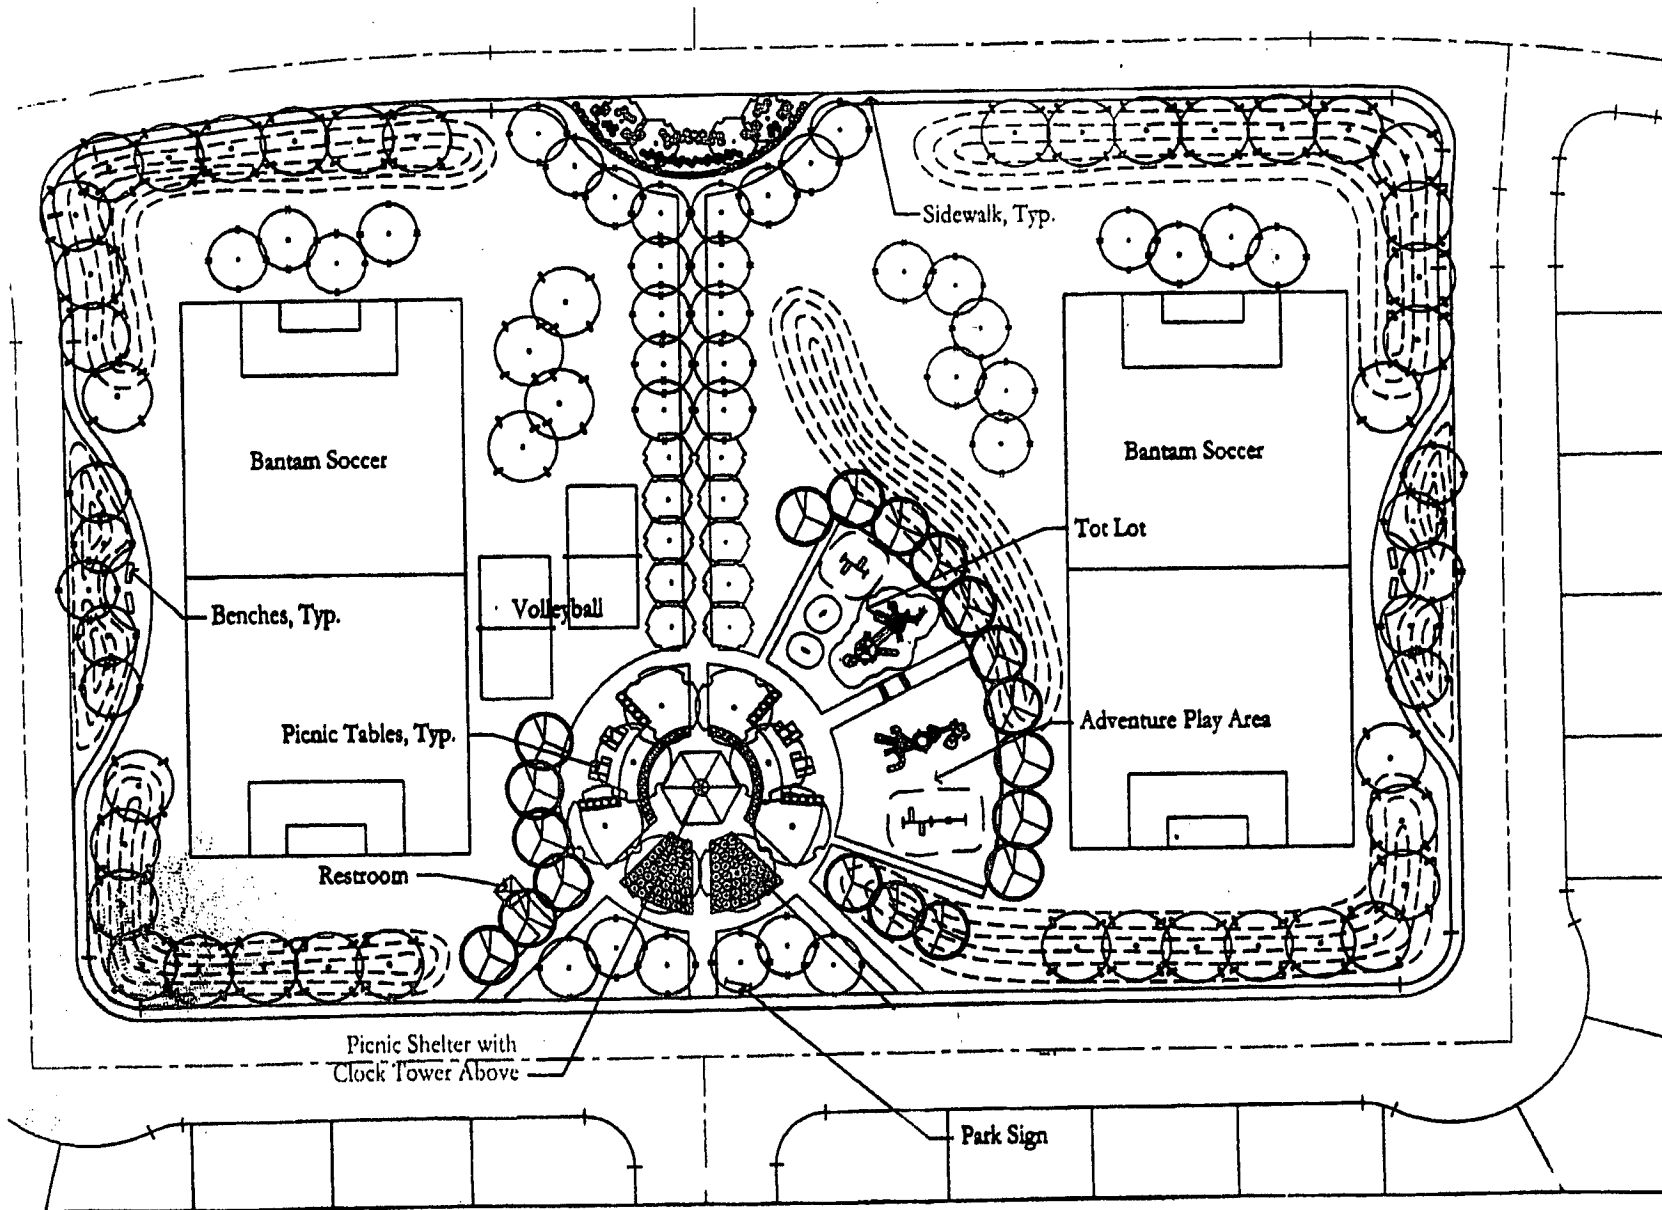 Sidewalk, Typ.
Bantam Soccer
Bantam Soccer
Tot Lot
Benches, Typ.
Volleyball
Picnic Tables, Typ.
Adventure Play Area
Restroom
Picnic Shelter with
Clock Tower Above
Park Sign